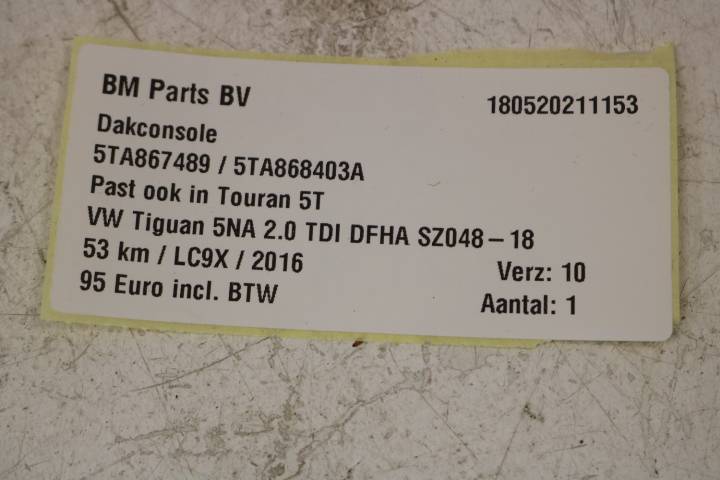 BM Parts BV 180520211153
Dakconsole
5TA867489 / 5TA868403A
Past ook in Touran 5T
VW Tiguan 5NA 2.0 TDI DFHA SZ048 – 18
53 km / LC9X / 2016 Verz: 10
95 Euro incl. BTW Aantal: 1